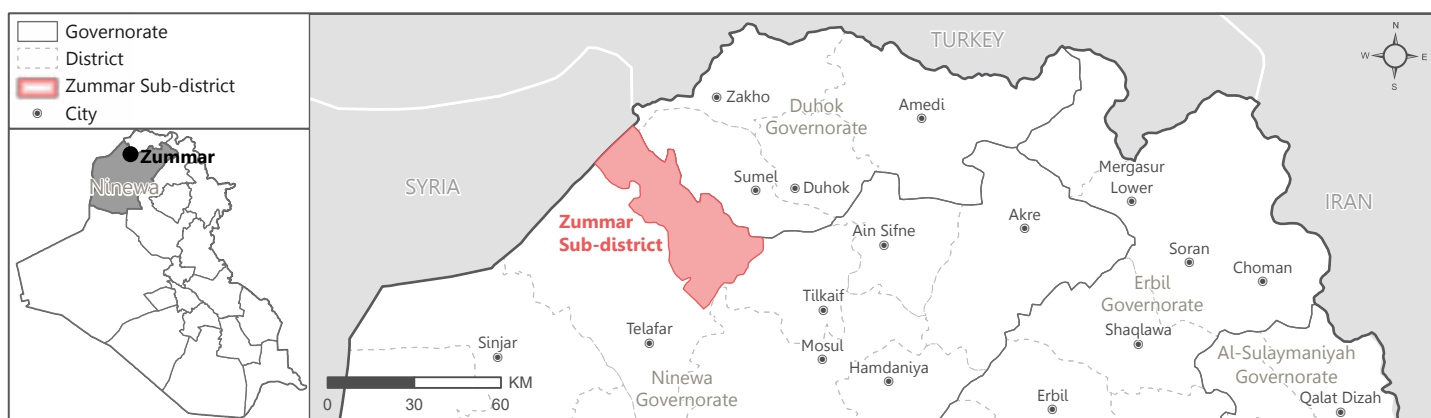 Governorate
District
Zummar Sub-district
City
Zummar
Ninewa
TURKEY
N
W
E
S
Zakho
Duhok
Governorate
Amedi
SYRIA
Sumel
Duhok
Mergasur
Lower
IRAN
Zummar
Sub-district
Ain Sifne
Akre
Soran
Choman
Erbil
Governorate
Tilkaif
Telafar
Sinjar
Mosul
Shaqlawa
Al-Sulaymaniyah
Governorate
Hamdaniya
Ninewa
Governorate
Erbil
Qalat Dizah
KM
0
30
60